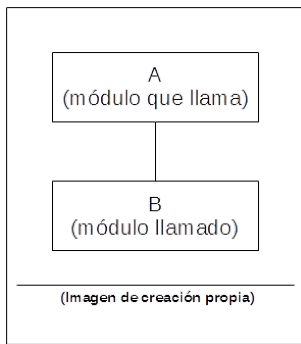 A
(módulo que llama)
B
(módulo llamado)
(Imagen de creación propia)